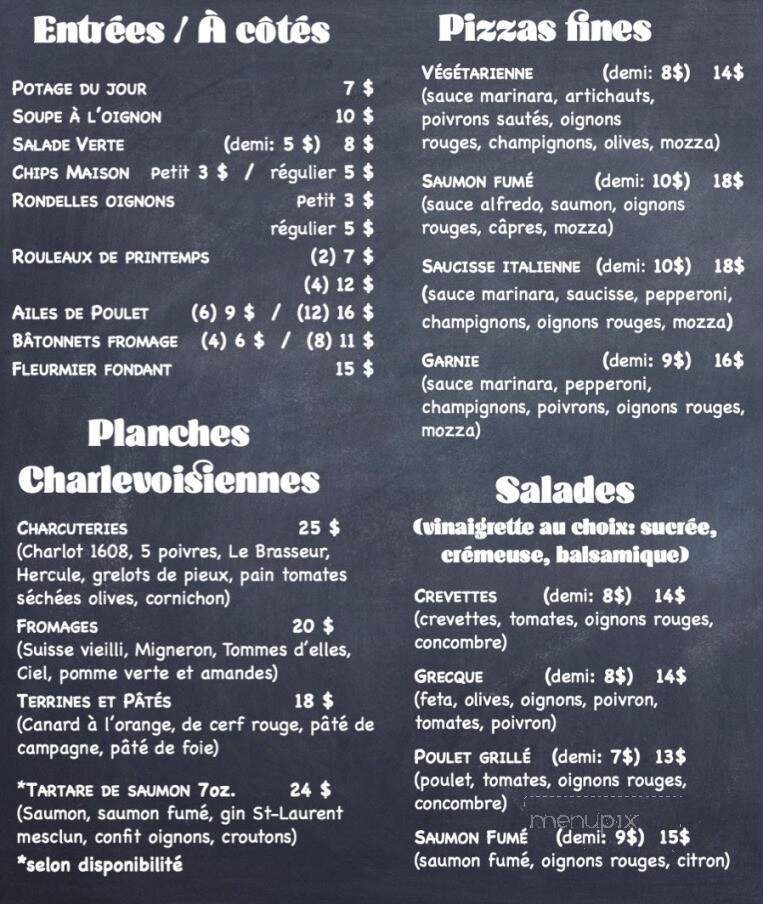 Entrées / À côtés
Potage du jour 7 $
Soupe à l'oignon 10 $
Salade Verte (demi: 5 $) 8 $
Chips Maison Petit 3 $ / régulier 5 $
Rondelles oignons Petit 3 $
régulier 5 $
Rouleaux de printemps (2) 7 $
(4) 12 $
Ailes de Poulet (6) 9 $ / (12) 16 $
Bâtonnets fromage (4) 6 $ / (8) 11 $
Fleurmier fondant 15 $
Planches
Charlevoisiennes
Charcuteries 25 $
(Charlot 1608, 5 poivres, Le Brasseur,
Hercule, grelots de pieux, pain tomates
séchées olives, cornichon)
Fromages 20 $
(Suisse vieilli, Migneron, Tommes d'elles,
Ciel, pomme verte et amandes)
Terrines et Pâtés 18 $
(Canard à l'orange, de cerf rouge, pâté de
campagne, pâté de foie)
*Tartare de saumon 7oz. 24 $
(Saumon, saumon fumé, gin St-Laurent
mesclun, confit oignons, croutons)
*selon disponibilité
Pizzas fines
Végétarienne (demi: 8$) 14$
(sauce marinara, artichauts,
poivrons sautés, oignons
rouges, champignons, olives, mozza)
Saumon fumé (demi: 10$) 18$
(sauce alfredo, saumon, oignons
rouges, câpres, mozza)
Saucisse italienne (demi: 10$) 18$
(sauce marinara, saucisse, pepperoni,
champignons, oignons rouges, mozza)
Garnie (demi: 9$) 16$
(sauce marinara, pepperoni,
champignons, poivrons, oignons rouges,
mozza)
Salades
(vinaigrette au choix: sucrée,
crémeuse, balsamique)
Crevettes (demi: 8$) 14$
(crevettes, tomates, oignons rouges,
concombre)
Grecque (demi: 8$) 14$
(feta, olives, oignons, poivron,
tomates, poivron)
Poulet grillé (demi: 7$) 13$
(poulet, tomates, oignons rouges,
concombre)
menupix
Saumon Fumé (demi: 9$) 15$
(saumon fumé, oignons rouges, citron)